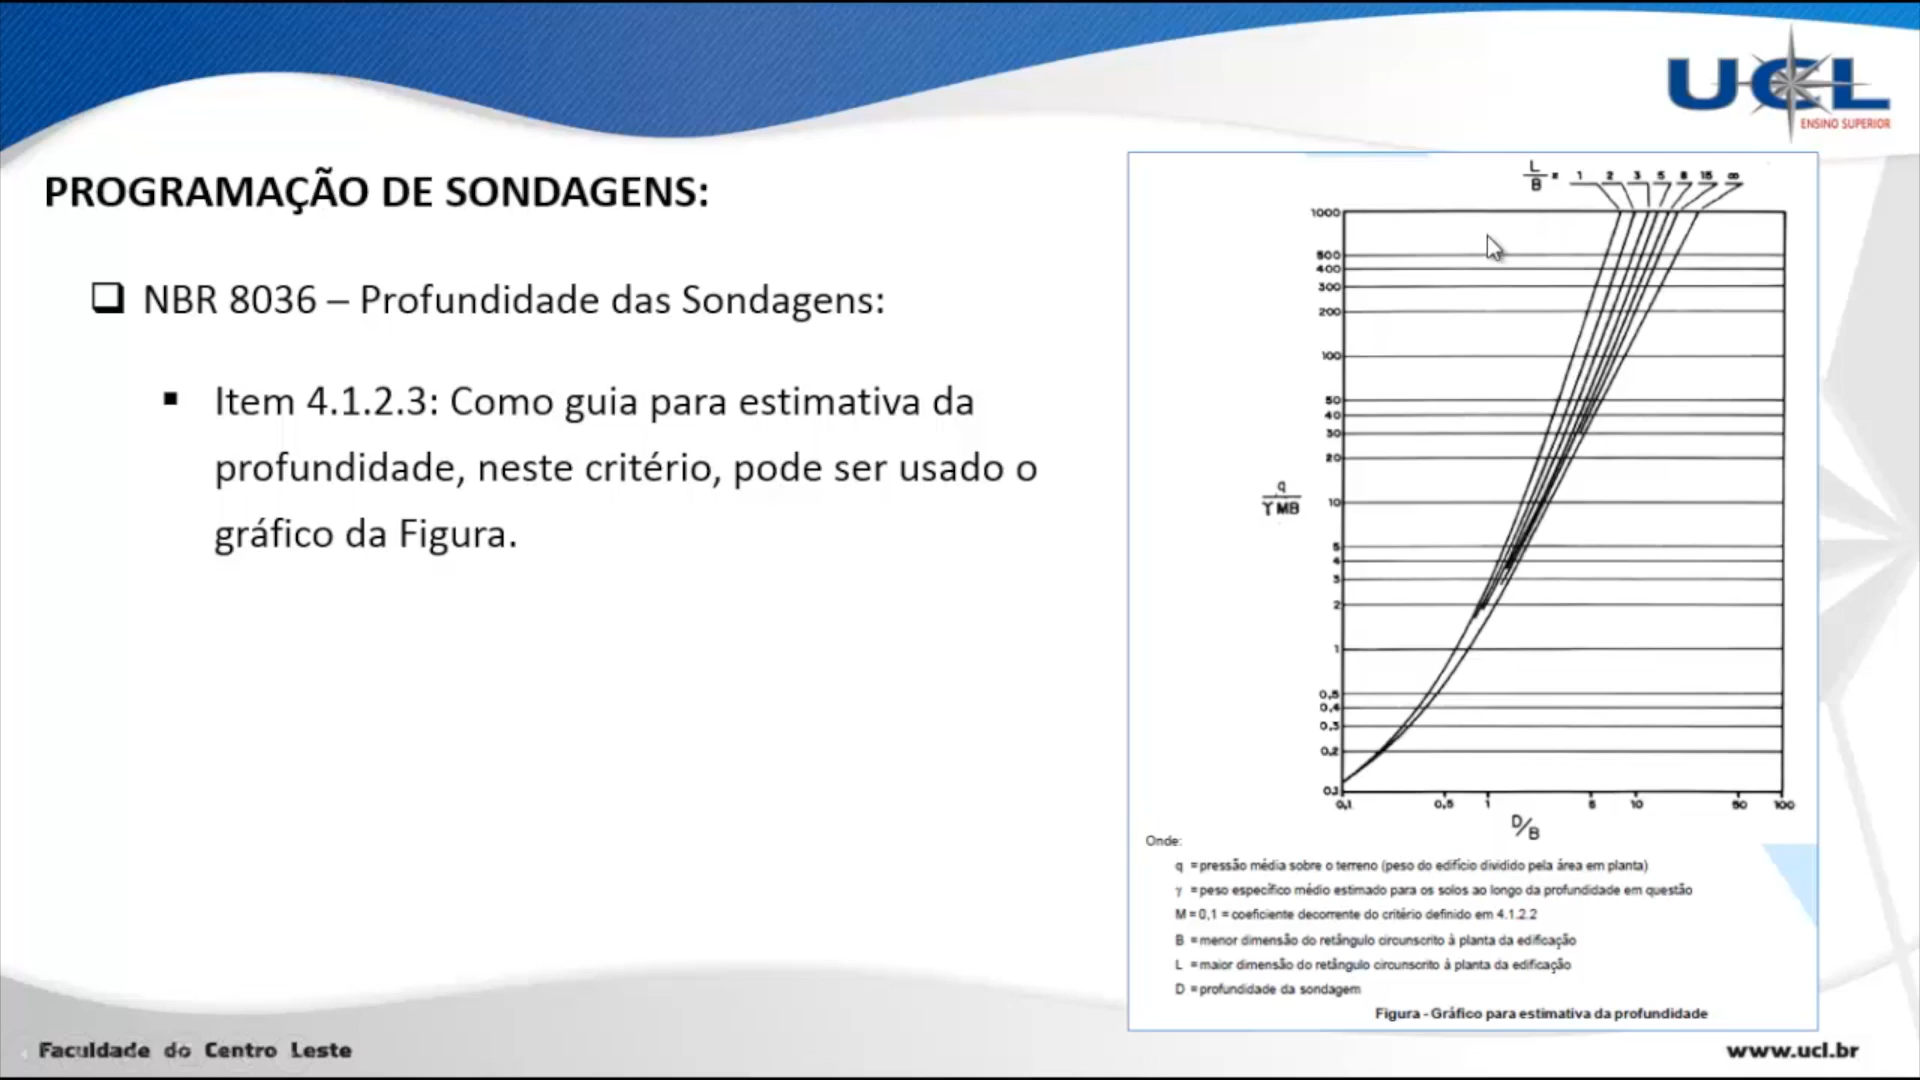 UCL
ENSINO SUPERIOR
PROGRAMAÇÃO DE SONDAGENS:
NBR 8036 – Profundidade das Sondagens:
Item 4.1.2.3: Como guia para estimativa da
profundidade, neste critério, pode ser usado o
gráfico da Figura.
L/B = 1 2 3 5 8 15 ∞
1000
500
400
300
200
100
50
40
30
20
10
q/γMB
5
4
3
2
1
0,5
0,4
0,3
0,2
0,1
0,1 0,5 1 5 10 50 100
D/B
Onde:
q = pressão média sobre o terreno (peso do edifício dividido pela área em planta)
γ = peso específico médio estimado para os solos ao longo da profundidade em questão
M = 0,1 = coeficiente decorrente do critério definido em 4.1.2.2
B = menor dimensão do retângulo circunscrito à planta da edificação
L = maior dimensão do retângulo circunscrito à planta da edificação
D = profundidade da sondagem
Figura - Gráfico para estimativa da profundidade
Faculdade do Centro Leste
www.ucl.br